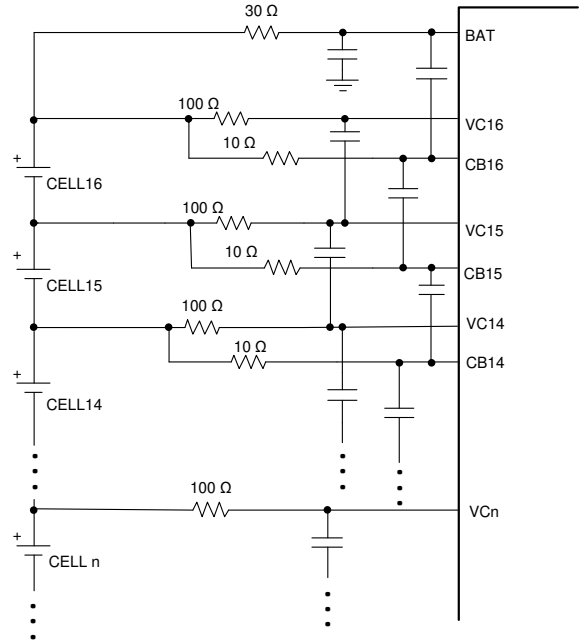 30 Ω
BAT
100 Ω
VC16
10 Ω
CB16
+
CELL16
100 Ω
VC15
10 Ω
CB15
+
CELL15
100 Ω
VC14
10 Ω
CB14
+
CELL14
100 Ω
VCn
+
CELL n